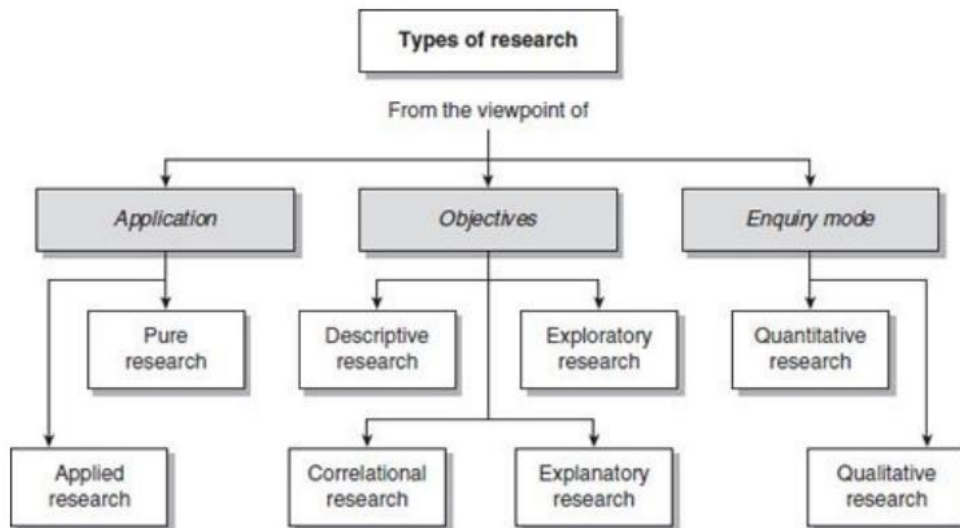 Types of research
From the viewpoint of
Application
Objectives
Enquiry mode
Pure
research
Descriptive
research
Exploratory
research
Quantitative
research
Applied
research
Correlational
research
Explanatory
research
Qualitative
research